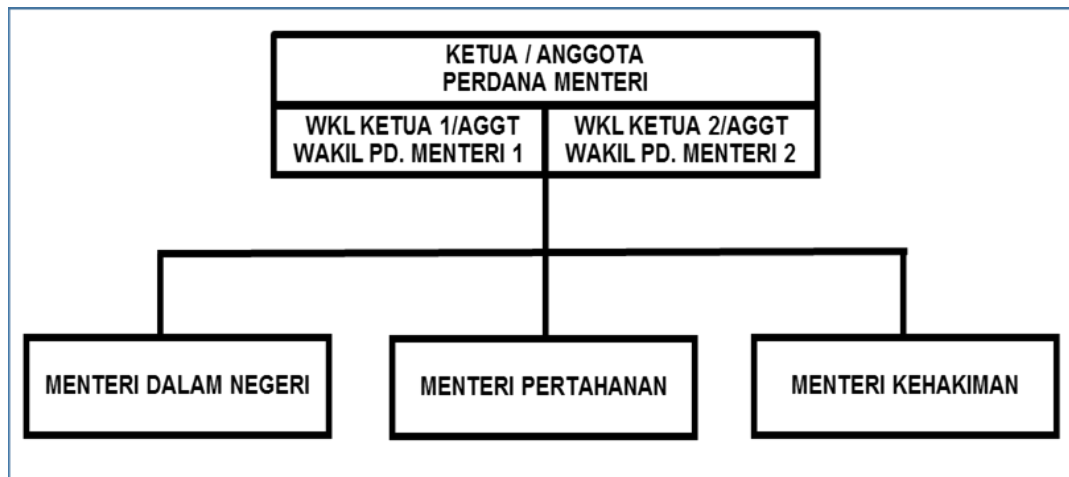 KETUA / ANGGOTA
PERDANA MENTERI
WKL KETUA 1/AGGT
WAKIL PD. MENTERI 1
WKL KETUA 2/AGGT
WAKIL PD. MENTERI 2
MENTERI DALAM NEGERI
MENTERI PERTAHANAN
MENTERI KEHAKIMAN